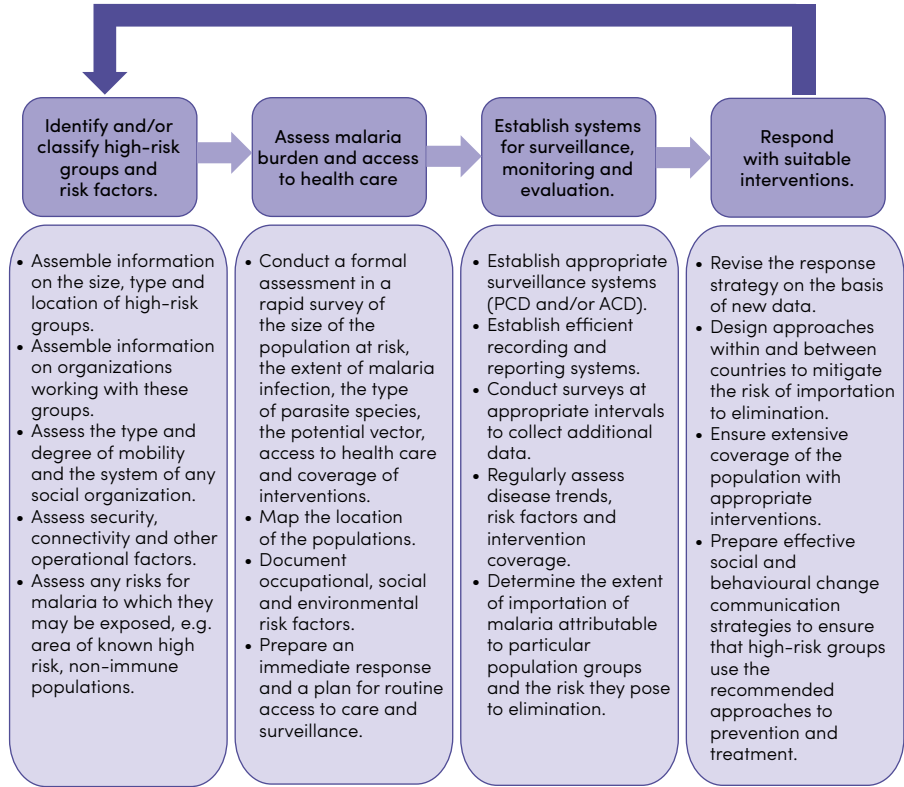 Identify and/or
classify high-risk
groups and
risk factors.
Assess malaria
burden and access
to health care
Establish systems
for surveillance,
monitoring and
evaluation.
Respond
with suitable
interventions.
• Assemble information
on the size, type and
location of high-risk
groups.
• Assemble information
on organizations
working with these
groups.
• Assess the type and
degree of mobility
and the system of any
social organization.
• Assess security,
connectivity and other
operational factors.
• Assess any risks for
malaria to which they
may be exposed, e.g.
area of known high
risk, non-immune
populations.
• Conduct a formal
assessment in a
rapid survey of
the size of the
population at risk,
the extent of malaria
infection, the type
of parasite species,
the potential vector,
access to health care
and coverage of
interventions.
• Map the location
of the populations.
• Document
occupational, social
and environmental
risk factors.
• Prepare an
immediate response
and a plan for routine
access to care and
surveillance.
• Establish appropriate
surveillance systems
(PCD and/or ACD).
• Establish efficient
recording and
reporting systems.
• Conduct surveys at
appropriate intervals
to collect additional
data.
• Regularly assess
disease trends,
risk factors and
intervention
coverage.
• Determine the extent
of importation of
malaria attributable
to particular
population groups
and the risk they pose
to elimination.
• Revise the response
strategy on the basis
of new data.
• Design approaches
within and between
countries to mitigate
the risk of importation
to elimination.
• Ensure extensive
coverage of the
population with
appropriate
interventions.
• Prepare effective
social and
behavioural change
communication
strategies to ensure
that high-risk groups
use the
recommended
approaches to
prevention and
treatment.